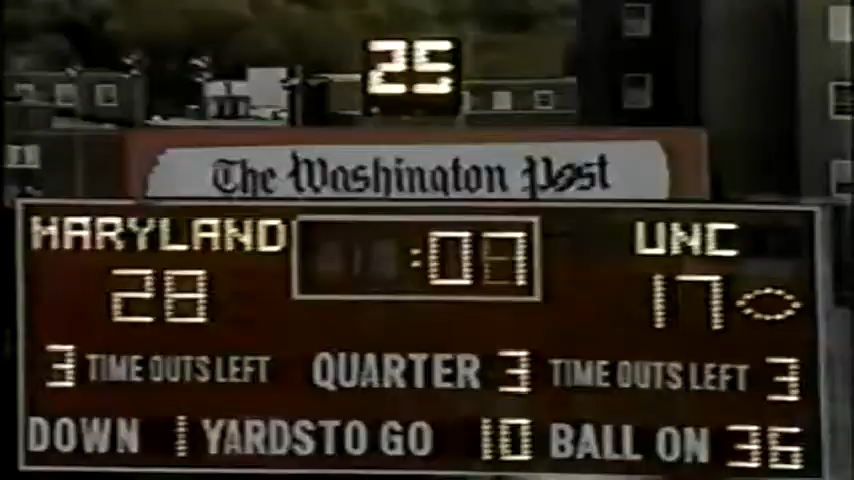 25
The Washington Post
MARYLAND :07 UNC
28 17
3 TIME OUTS LEFT QUARTER 3 TIME OUTS LEFT 3
DOWN 1 YARDS TO GO 10 BALL ON 36